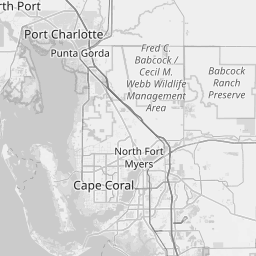 rth Port
Port Charlotte
Punta Gorda
Fred C.
Babcock /
Cecil M.
Webb Wildlife
Management
Area
Babcock
Ranch
Preserve
North Fort
Myers
Cape Coral